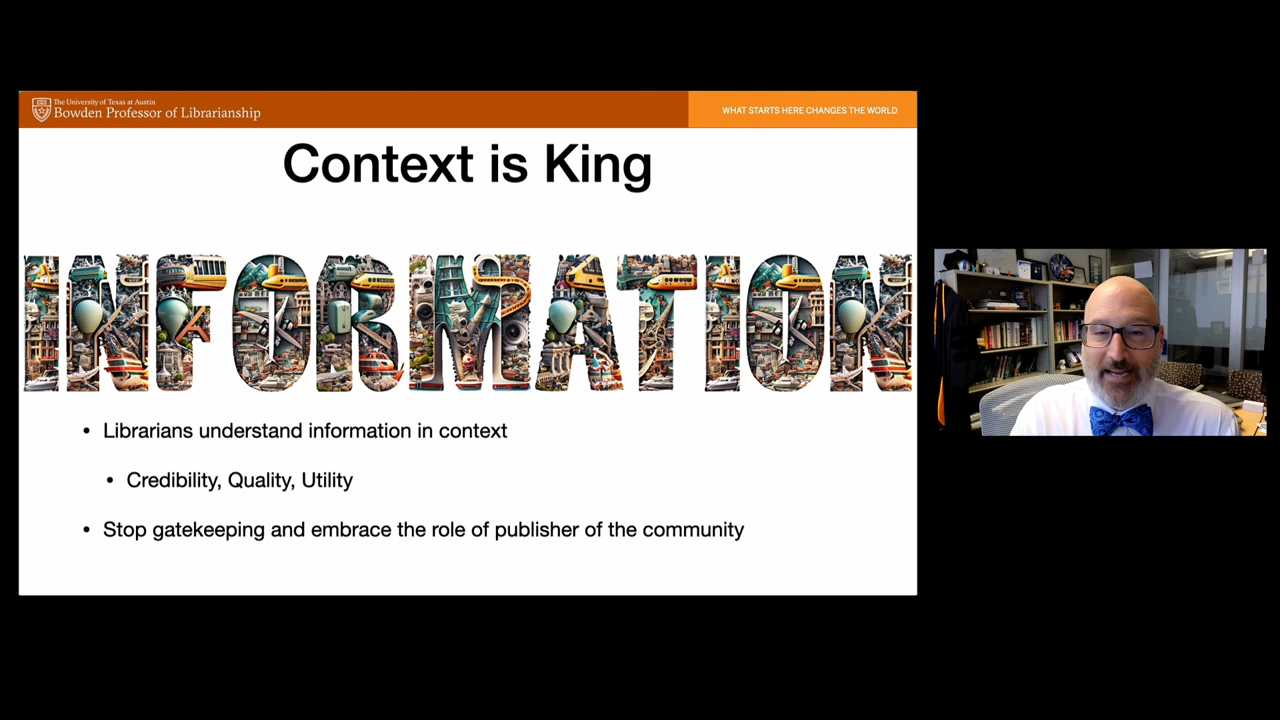 The University of Texas at Austin
Bowden Professor of Librarianship
WHAT STARTS HERE CHANGES THE WORLD
Context is King
INFORMATION
• Librarians understand information in context
• Credibility, Quality, Utility
• Stop gatekeeping and embrace the role of publisher of the community